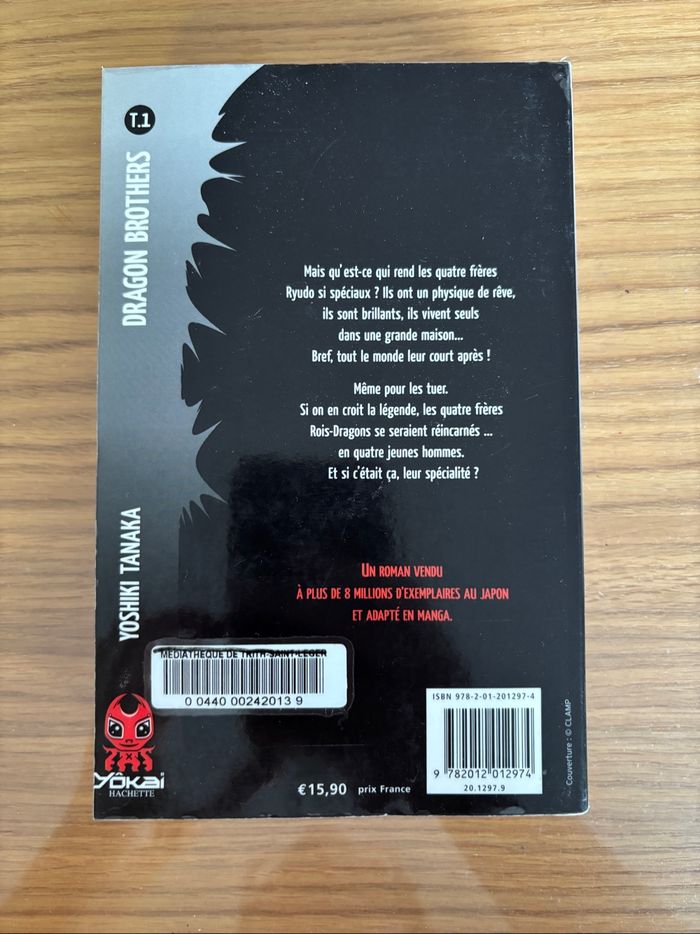 T.1
DRAGON BROTHERS
YOSHIKI TANAKA
Mais qu'est-ce qui rend les quatre frères
Ryudo si spéciaux ? Ils ont un physique de rêve,
ils sont brillants, ils vivent seuls
dans une grande maison...
Bref, tout le monde leur court après !
Même pour les tuer.
Si on en croit la légende, les quatre frères
Rois-Dragons se seraient réincarnés ...
en quatre jeunes hommes.
Et si c'était ça, leur spécialité ?
UN ROMAN VENDU
À PLUS DE 8 MILLIONS D'EXEMPLAIRES AU JAPON
ET ADAPTÉ EN MANGA.
MEDIATHEQUE DE TRITH-SAINT-LEGER
0 0440 00242013 9
Yôkai
HACHETTE
€15,90 prix France
ISBN 978-2-01-201297-4
9 782012 012974
20.1297.9
Couverture : © CLAMP